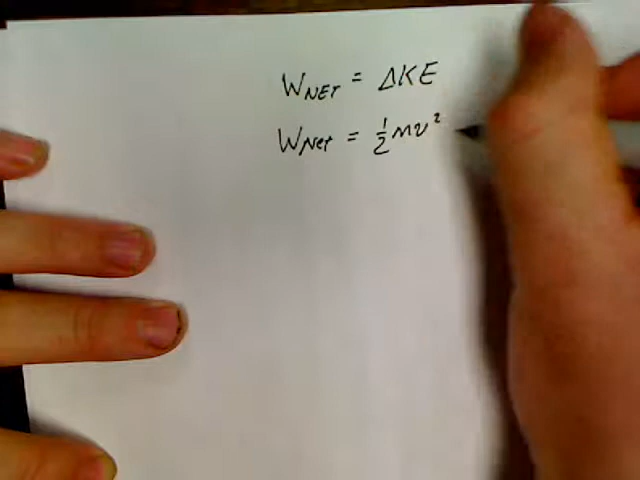 W_NET = ΔKE
W_Net = ½mv²